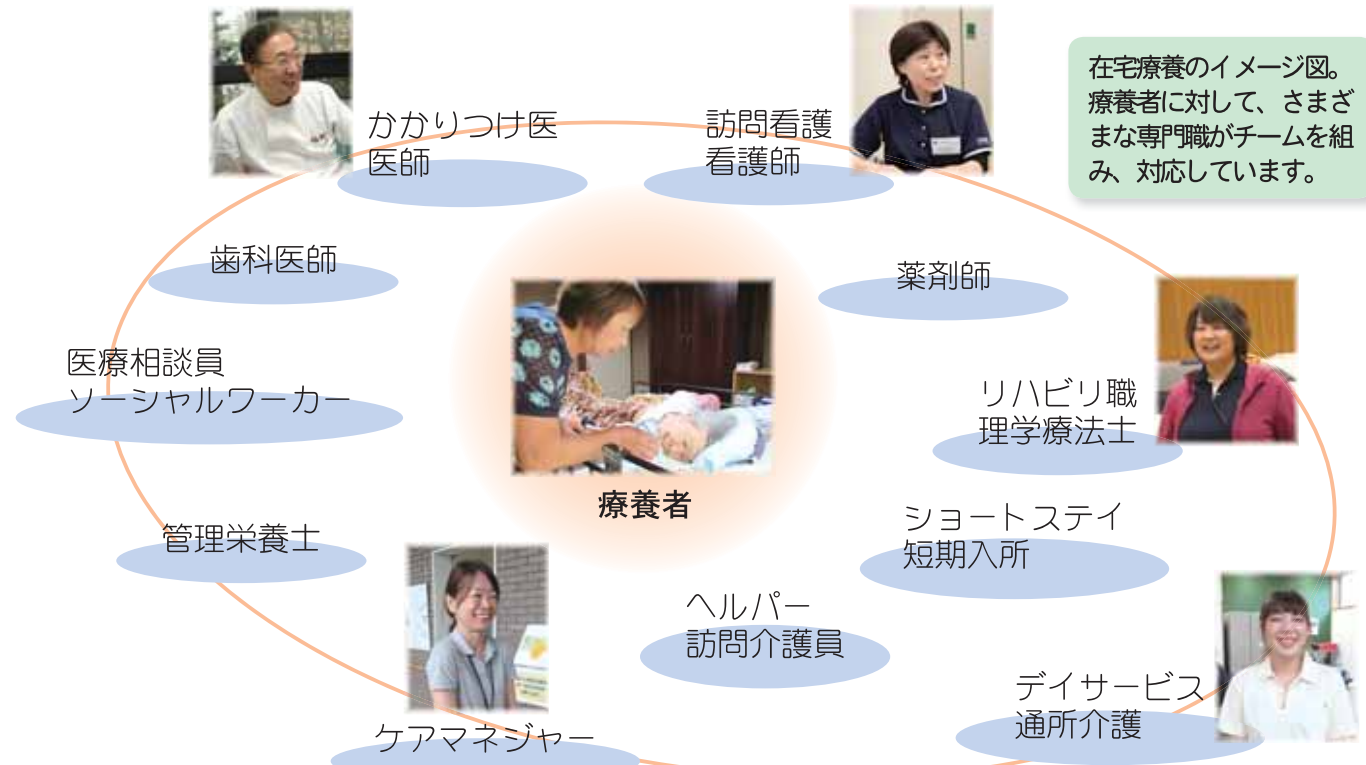 在宅療養のイメージ図。
療養者に対して、さまざ
まな専門職がチームを組
み、対応しています。
かかりつけ医
医師
訪問看護
看護師
歯科医師
薬剤師
医療相談員
ソーシャルワーカー
リハビリ職
理学療法士
療養者
管理栄養士
ショートステイ
短期入所
ヘルパー
訪問介護員
デイサービス
通所介護
ケアマネジャー